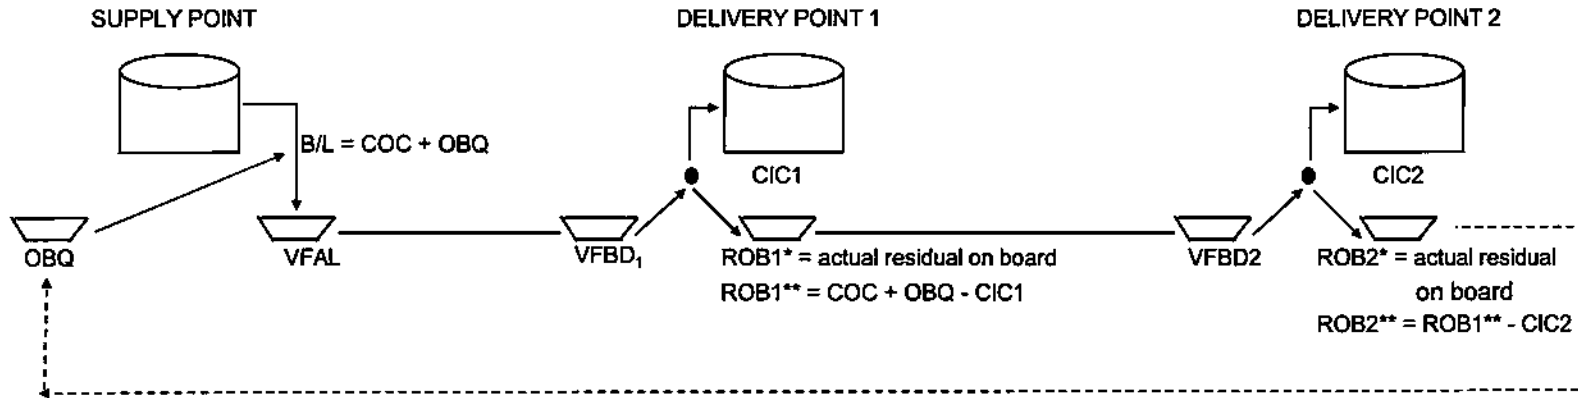 SUPPLY POINT
DELIVERY POINT 1
DELIVERY POINT 2
B/L = COC + OBQ
CIC1
CIC2
OBQ
VFAL
VFBD₁
ROB1* = actual residual on board
ROB1** = COC + OBQ - CIC1
VFBD2
ROB2* = actual residual
on board
ROB2** = ROB1** - CIC2